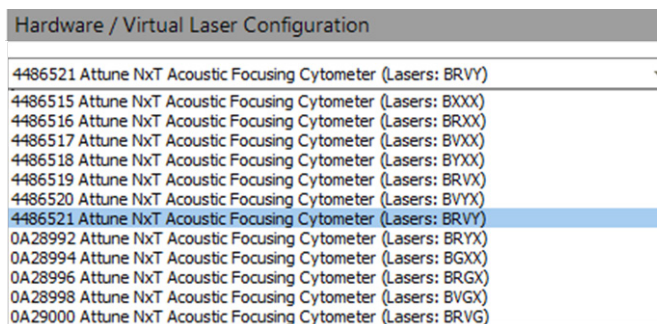 Hardware / Virtual Laser Configuration
4486521 Attune NxT Acoustic Focusing Cytometer (Lasers: BRVY)
4486515 Attune NxT Acoustic Focusing Cytometer (Lasers: BXXX)
4486516 Attune NxT Acoustic Focusing Cytometer (Lasers: BRXX)
4486517 Attune NxT Acoustic Focusing Cytometer (Lasers: BVXX)
4486518 Attune NxT Acoustic Focusing Cytometer (Lasers: BYXX)
4486519 Attune NxT Acoustic Focusing Cytometer (Lasers: BRVX)
4486520 Attune NxT Acoustic Focusing Cytometer (Lasers: BVYX)
4486521 Attune NxT Acoustic Focusing Cytometer (Lasers: BRVY)
0A28992 Attune NxT Acoustic Focusing Cytometer (Lasers: BRYX)
0A28994 Attune NxT Acoustic Focusing Cytometer (Lasers: BGXX)
0A28996 Attune NxT Acoustic Focusing Cytometer (Lasers: BRGX)
0A28998 Attune NxT Acoustic Focusing Cytometer (Lasers: BVGX)
0A29000 Attune NxT Acoustic Focusing Cytometer (Lasers: BRVG)